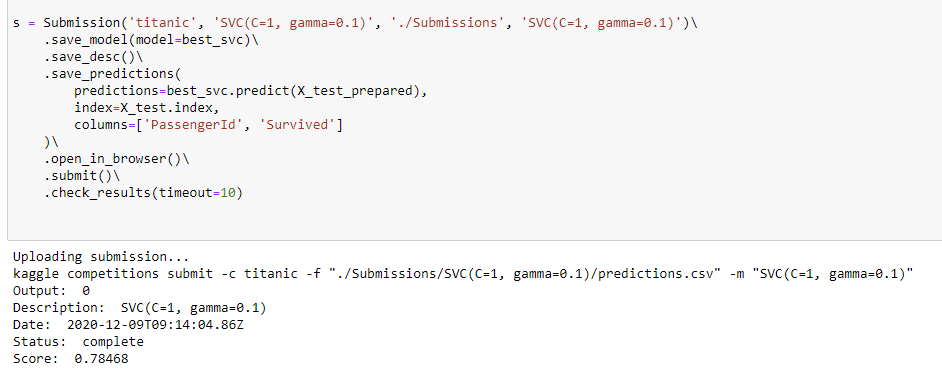 s = Submission('titanic', 'SVC(C=1, gamma=0.1)', './Submissions', 'SVC(C=1, gamma=0.1)')\
    .save_model(model=best_svc)\
    .save_desc()\
    .save_predictions(
        predictions=best_svc.predict(X_test_prepared),
        index=X_test.index,
        columns=['PassengerId', 'Survived']
    )\
    .open_in_browser()\
    .submit()\
    .check_results(timeout=10)
Uploading submission...
kaggle competitions submit -c titanic -f "./Submissions/SVC(C=1, gamma=0.1)/predictions.csv" -m "SVC(C=1, gamma=0.1)"
Output:  0
Description:  SVC(C=1, gamma=0.1)
Date:  2020-12-09T09:14:04.86Z
Status:  complete
Score:  0.78468